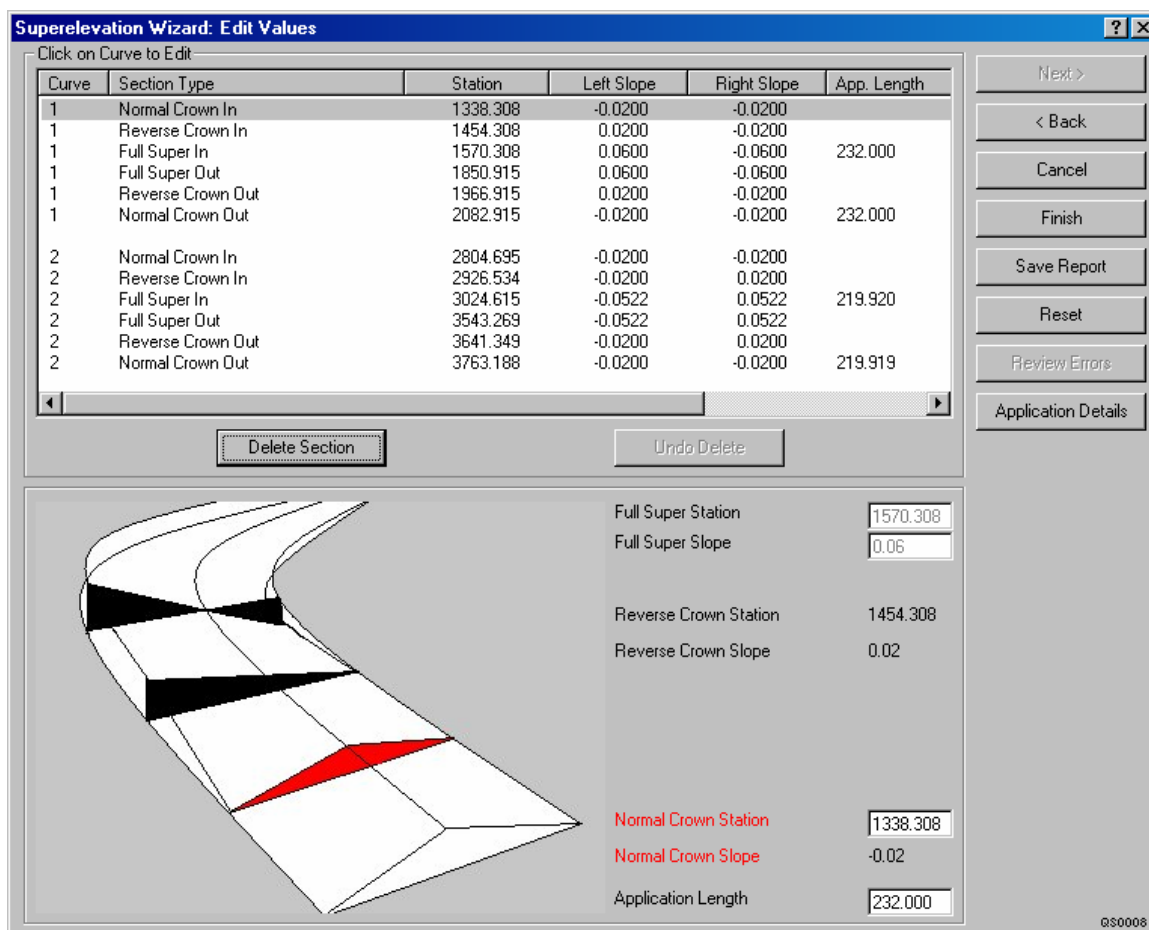 Superelevation Wizard: Edit Values
Click on Curve to Edit
Curve Section Type Station Left Slope Right Slope App. Length
1 Normal Crown In 1338.308 -0.0200 -0.0200
1 Reverse Crown In 1454.308 0.0200 -0.0200
1 Full Super In 1570.308 0.0600 -0.0600 232.000
1 Full Super Out 1850.915 0.0600 -0.0600
1 Reverse Crown Out 1966.915 0.0200 -0.0200
1 Normal Crown Out 2082.915 -0.0200 -0.0200 232.000
2 Normal Crown In 2804.695 -0.0200 -0.0200
2 Reverse Crown In 2926.534 -0.0200 0.0200
2 Full Super In 3024.615 -0.0522 0.0522 219.920
2 Full Super Out 3543.269 -0.0522 0.0522
2 Reverse Crown Out 3641.349 -0.0200 0.0200
2 Normal Crown Out 3763.188 -0.0200 -0.0200 219.919
Delete Section
Undo Delete
Next >
< Back
Cancel
Finish
Save Report
Reset
Review Errors
Application Details
Full Super Station 1570.308
Full Super Slope 0.06
Reverse Crown Station 1454.308
Reverse Crown Slope 0.02
Normal Crown Station 1338.308
Normal Crown Slope -0.02
Application Length 232.000
QS0008